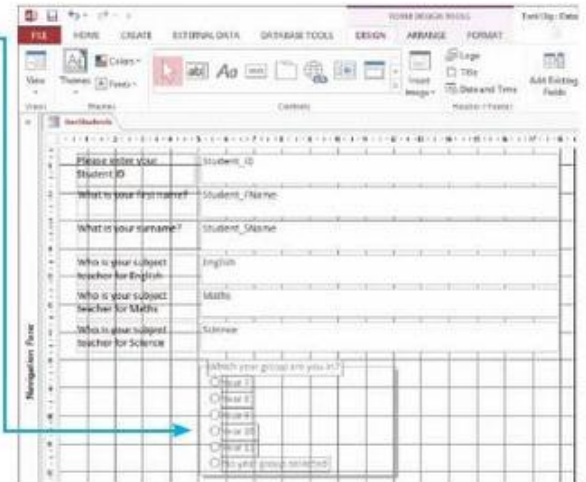 FORM DESIGN TOOLS
FILE HOME CREATE EXTERNAL DATA DATABASE TOOLS DESIGN ARRANGE FORMAT
View Themes Colors Fonts Aa Insert Image Logo Title Date and Time Add Existing Fields
Views Themes Controls Header / Footer
Please enter your Student_ID
Student_ID
What is your first name?
Student_FName
What is your surname?
Student_SName
Who is your subject teacher for English
English
Who is your subject teacher for Maths
Maths
Who is your subject teacher for Science
Science
Which year group are you in?
Year 7
Year 8
Year 9
Year 10
Year 11
No year group selected
Navigation Pane